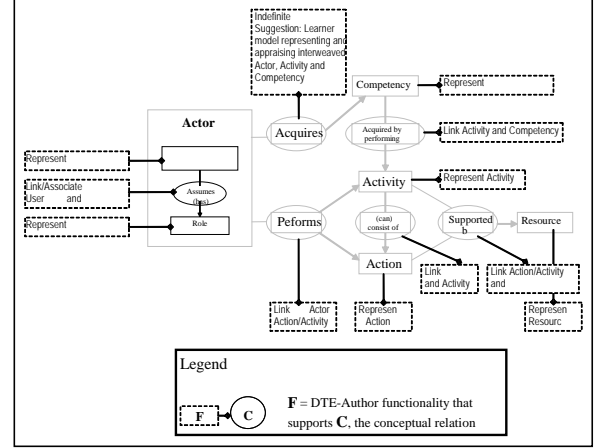 Indefinite
Suggestion: Learner
model representing and
appraising interweaved
Actor, Activity and
Competency
Competency
Represent
Actor
Acquires
Acquired by
performing
Link Activity and Competency
Represent
Link/Associate
User and
Assumes
(has)
Represent
Role
Activity
Represent Activity
Peforms
(can)
consist of
Supported
b
Resource
Action
Link
and Activity
Link Action/Activity
and
Link Actor
Action/Activity
Represen
Action
Represen
Resourc
Legend
F
C
F = DTE-Author functionality that
supports C, the conceptual relation